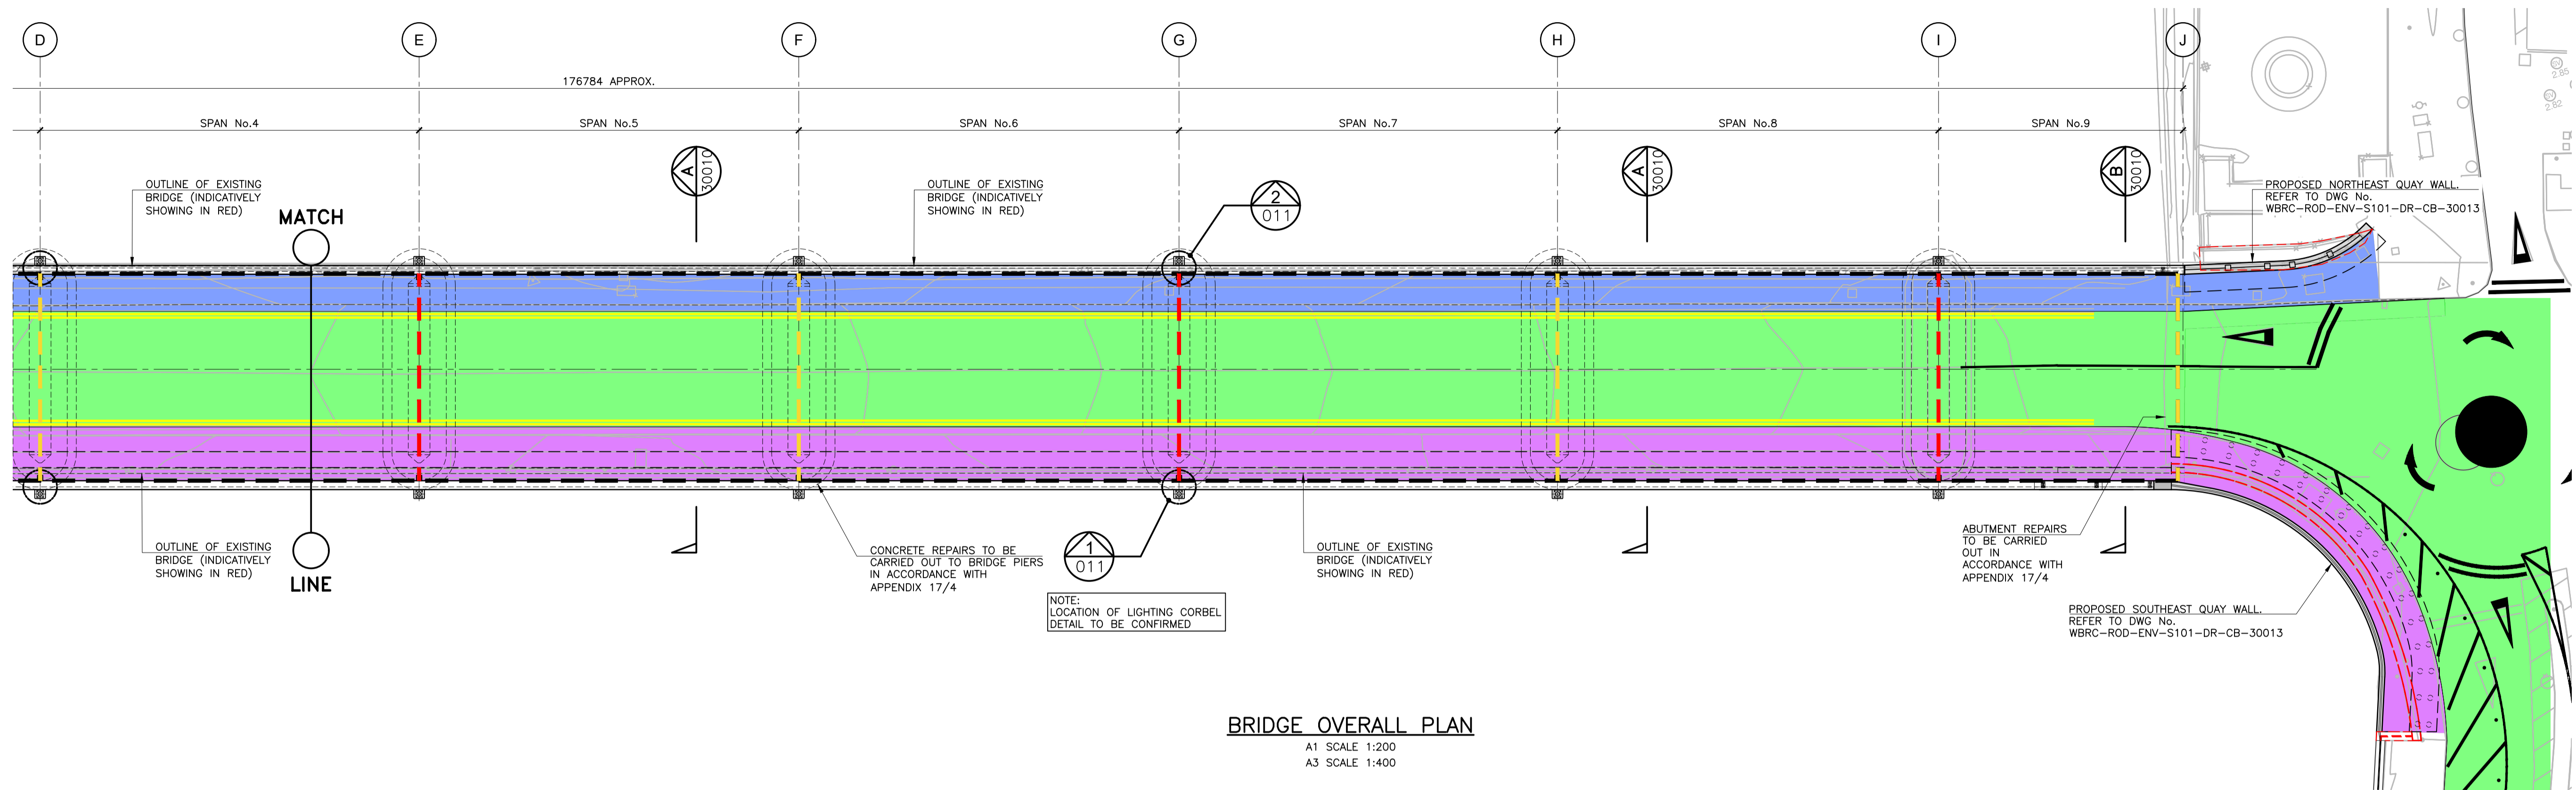 D
E
F
G
H
I
J
176784 APPROX.
SPAN No.4
SPAN No.5
SPAN No.6
SPAN No.7
SPAN No.8
SPAN No.9
2.85
2.82
A
30010
A
30010
B
30010
OUTLINE OF EXISTING
BRIDGE (INDICATIVELY
SHOWING IN RED)
MATCH
OUTLINE OF EXISTING
BRIDGE (INDICATIVELY
SHOWING IN RED)
2
011
PROPOSED NORTHEAST QUAY WALL.
REFER TO DWG No.
WBRC-ROD-ENV-S101-DR-CB-30013
OUTLINE OF EXISTING
BRIDGE (INDICATIVELY
SHOWING IN RED)
LINE
CONCRETE REPAIRS TO BE
CARRIED OUT TO BRIDGE PIERS
IN ACCORDANCE WITH
APPENDIX 17/4
1
011
NOTE:
LOCATION OF LIGHTING CORBEL
DETAIL TO BE CONFIRMED
OUTLINE OF EXISTING
BRIDGE (INDICATIVELY
SHOWING IN RED)
ABUTMENT REPAIRS
TO BE CARRIED
OUT IN
ACCORDANCE WITH
APPENDIX 17/4
PROPOSED SOUTHEAST QUAY WALL.
REFER TO DWG No.
WBRC-ROD-ENV-S101-DR-CB-30013
BRIDGE OVERALL PLAN
A1 SCALE 1:200
A3 SCALE 1:400